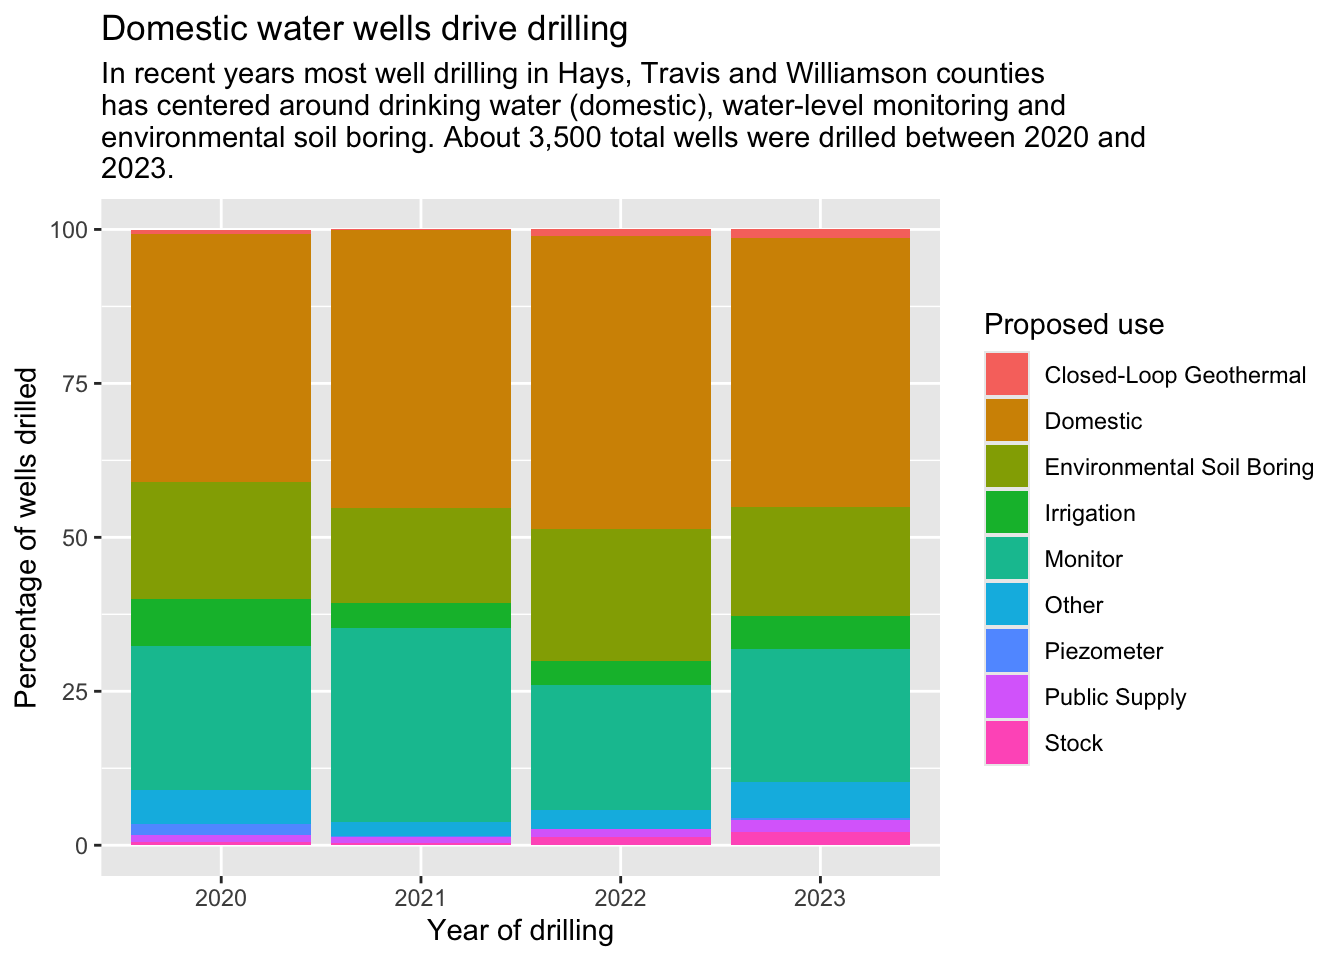 Domestic water wells drive drilling
In recent years most well drilling in Hays, Travis and Williamson counties
has centered around drinking water (domestic), water-level monitoring and
environmental soil boring. About 3,500 total wells were drilled between 2020 and
2023.
Percentage of wells drilled
100
75
50
25
0
2020
2021
2022
2023
Year of drilling
Proposed use
Closed-Loop Geothermal
Domestic
Environmental Soil Boring
Irrigation
Monitor
Other
Piezometer
Public Supply
Stock